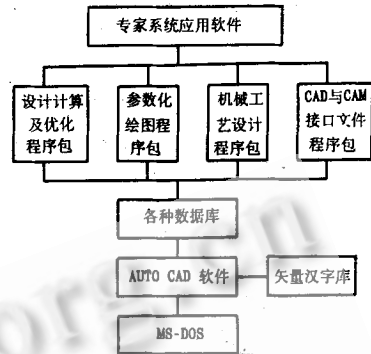 专家系统应用软件
设计计算
及优化
程序包
参数化
绘图程
序包
机械工
艺设计
程序包
CAD与CAM
接口文件
程序包
各种数据库
AUTO CAD 软件
矢量汉字库
MS-DOS